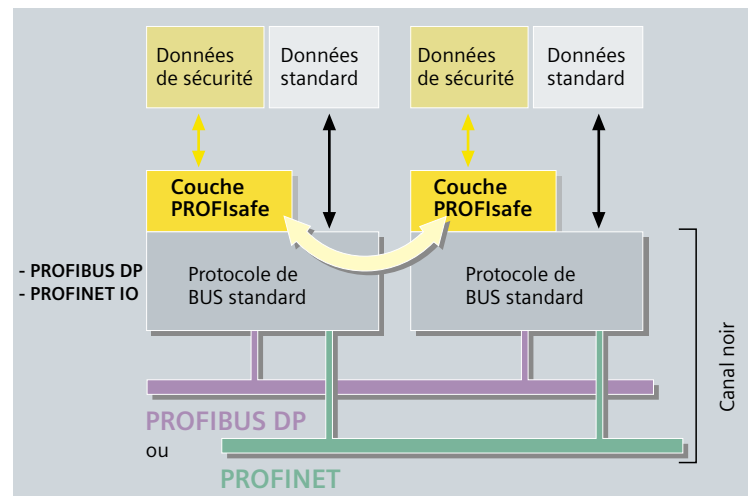 Données
de sécurité
Données
standard
Données
de sécurité
Données
standard
Couche
PROFIsafe
Couche
PROFIsafe
- PROFIBUS DP
- PROFINET IO
Protocole de
BUS standard
Protocole de
BUS standard
Canal noir
PROFIBUS DP
ou
PROFINET